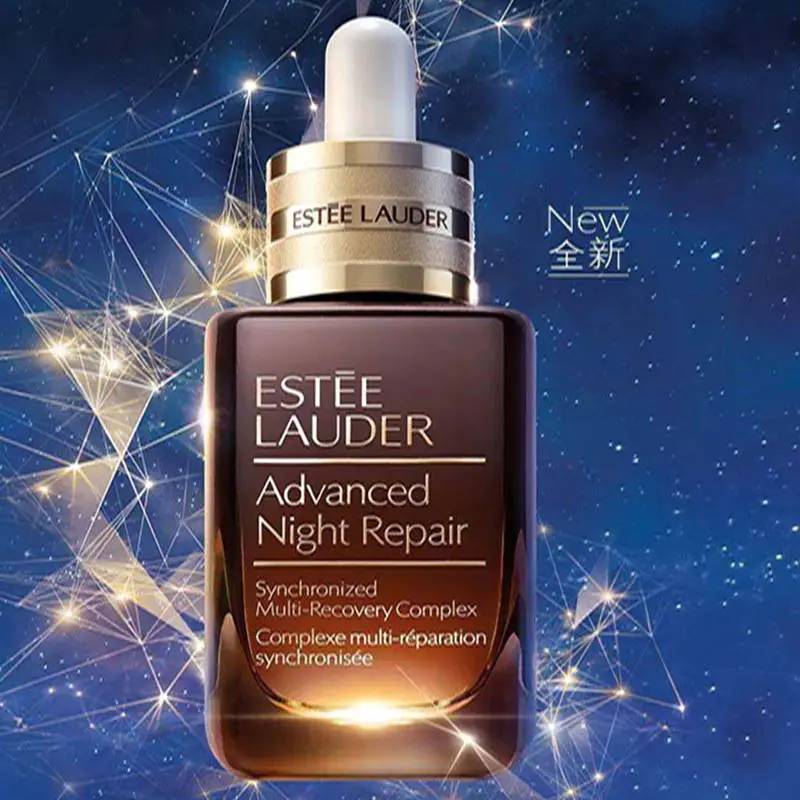 ESTĒE LAUDER
New
全新
ESTĒE
LAUDER
Advanced
Night Repair
Synchronized
Multi-Recovery Complex
Complexe multi-réparation
synchronisée